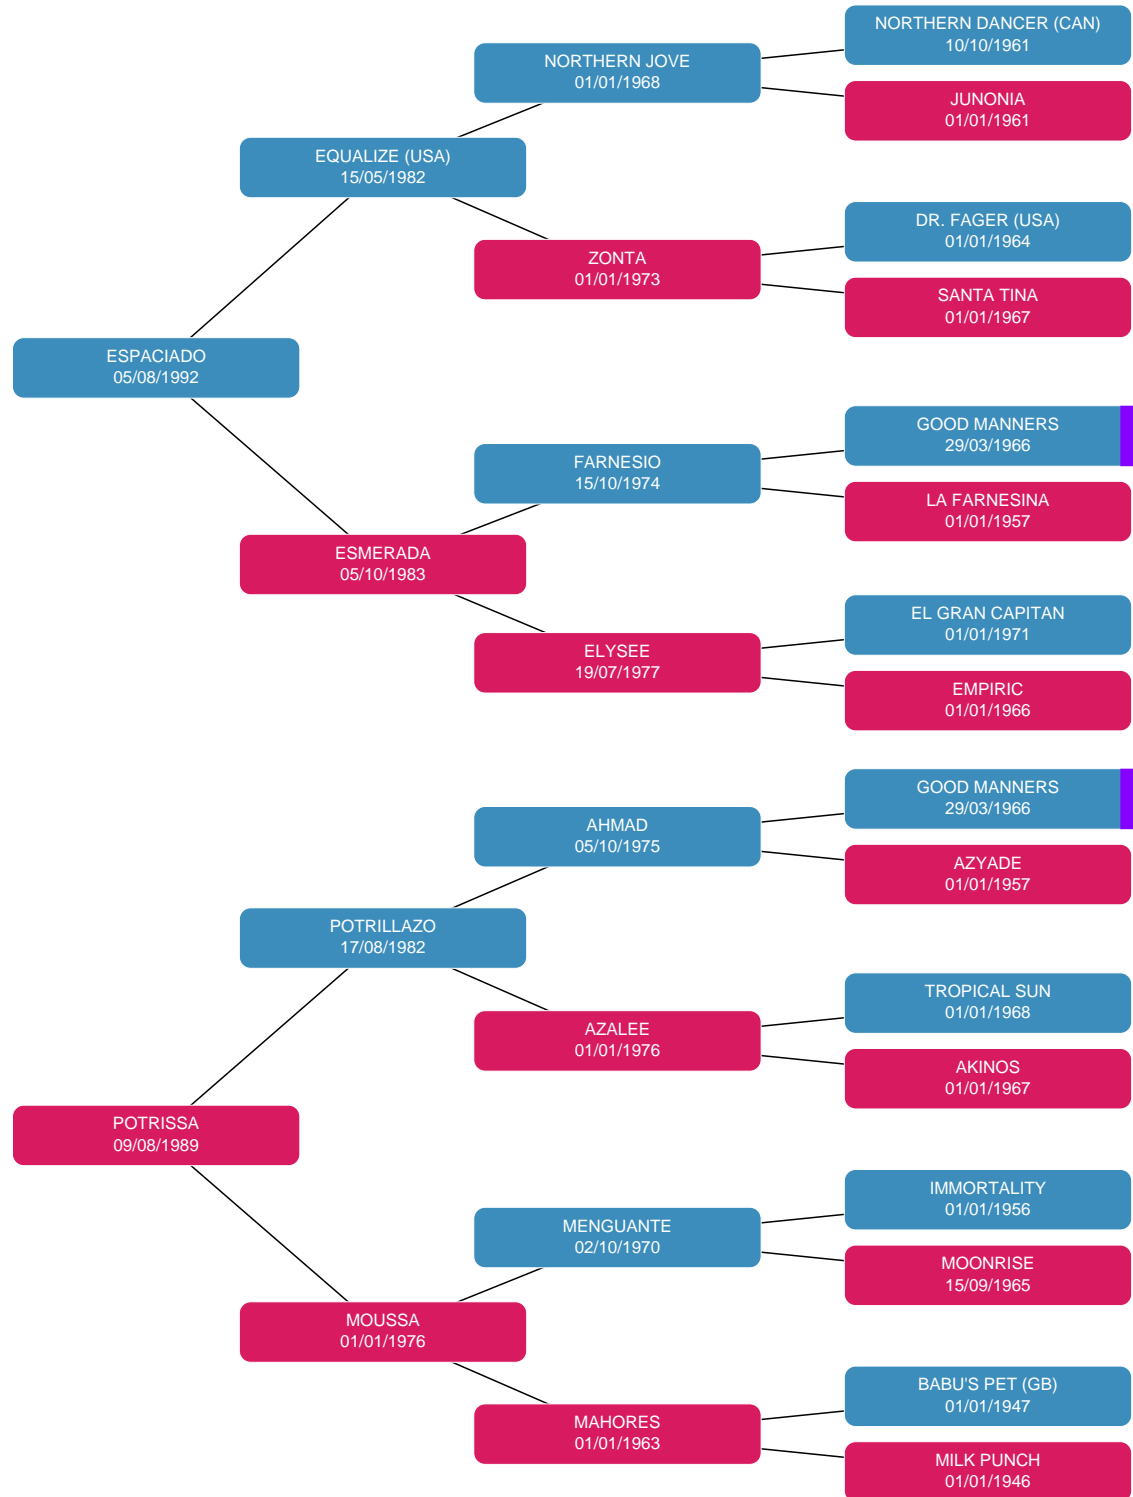 NORTHERN DANCER (CAN)
10/10/1961
NORTHERN JOVE
01/01/1968
JUNONIA
01/01/1961
EQUALIZE (USA)
15/05/1982
DR. FAGER (USA)
01/01/1964
ZONTA
01/01/1973
SANTA TINA
01/01/1967
ESPACIADO
05/08/1992
GOOD MANNERS
29/03/1966
FARNESIO
15/10/1974
LA FARNESINA
01/01/1957
ESMERADA
05/10/1983
EL GRAN CAPITAN
01/01/1971
ELYSEE
19/07/1977
EMPIRIC
01/01/1966
GOOD MANNERS
29/03/1966
AHMAD
05/10/1975
AZYADE
01/01/1957
POTRILLAZO
17/08/1982
TROPICAL SUN
01/01/1968
AZALEE
01/01/1976
AKINOS
01/01/1967
POTRISSA
09/08/1989
IMMORTALITY
01/01/1956
MENGUANTE
02/10/1970
MOONRISE
15/09/1965
MOUSSA
01/01/1976
BABU'S PET (GB)
01/01/1947
MAHORES
01/01/1963
MILK PUNCH
01/01/1946